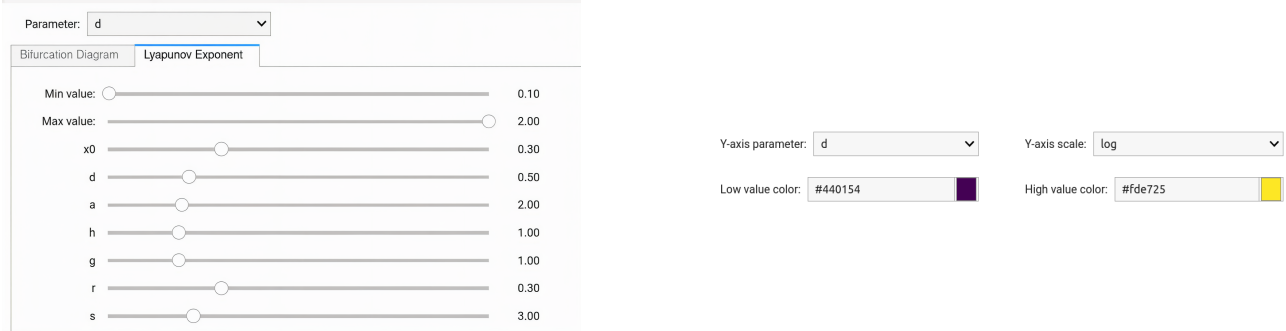 Parameter: d
Bifurcation Diagram Lyapunov Exponent
Min value: 0.10
Max value: 2.00
x0 0.30
d 0.50
a 2.00
h 1.00
g 1.00
r 0.30
s 3.00
Y-axis parameter: d Y-axis scale: log
Low value color: #440154 High value color: #fde725